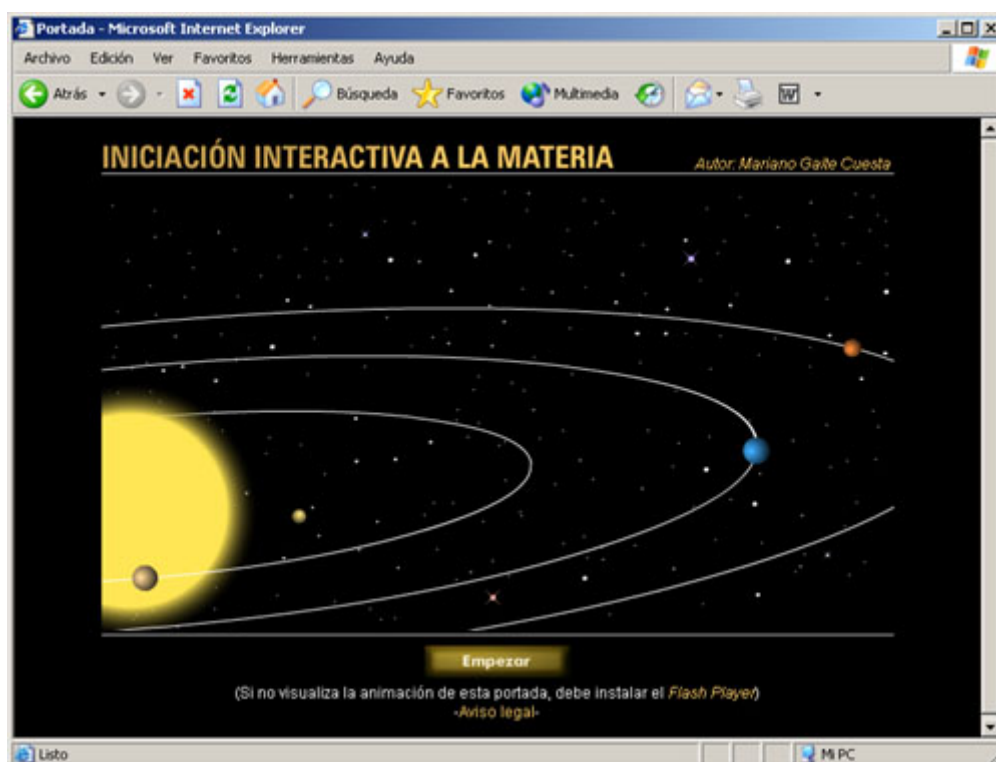 Portada - Microsoft Internet Explorer
Archivo Edición Ver Favoritos Herramientas Ayuda
Atrás Búsqueda Favoritos Multimedia W
INICIACIÓN INTERACTIVA A LA MATERIA Autor: Mariano Gaite Cuesta
Empezar
(Si no visualiza la animación de esta portada, debe instalar el Flash Player)
-Aviso legal-
Listo Mi PC